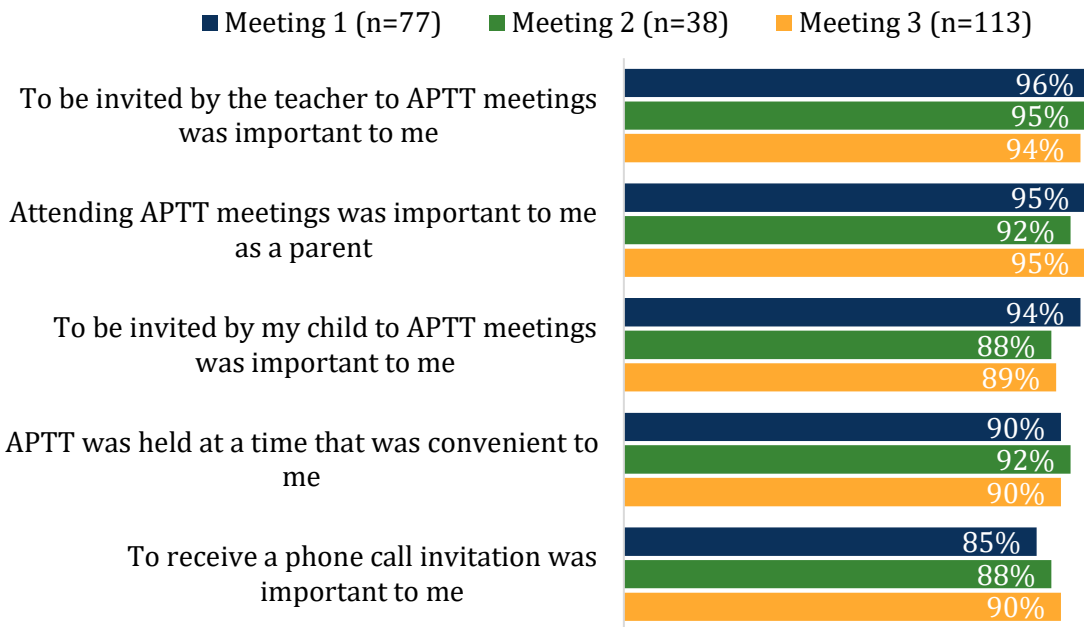 Meeting 1 (n=77) Meeting 2 (n=38) Meeting 3 (n=113)
To be invited by the teacher to APTT meetings
was important to me
96%
95%
94%
Attending APTT meetings was important to me
as a parent
95%
92%
95%
To be invited by my child to APTT meetings
was important to me
94%
88%
89%
APTT was held at a time that was convenient to
me
90%
92%
90%
To receive a phone call invitation was
important to me
85%
88%
90%